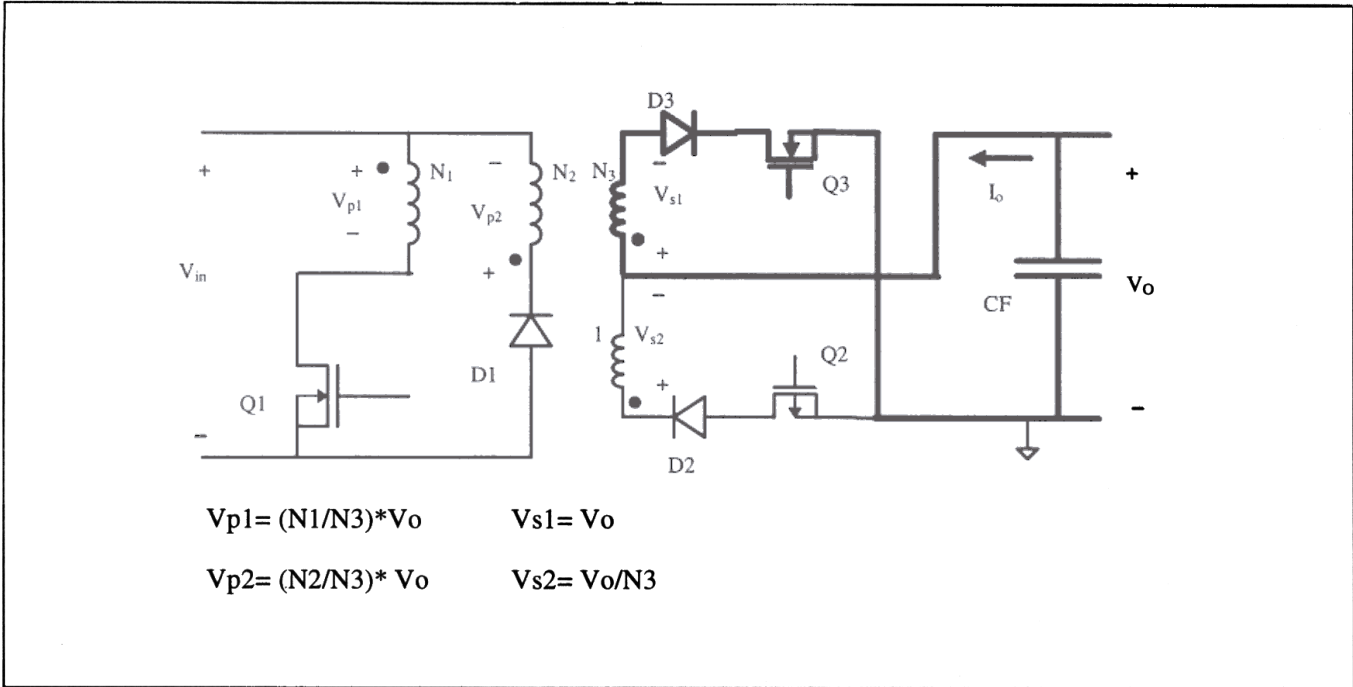 D3
+
+
N₁
−
N₂
N₃
−
Q3
Iₒ
+
Vp1
Vp2
Vs1
−
+
+
Vin
−
CF
Vo
1
Vs2
Q2
D1
+
Q1
−
−
D2
Vp1= (N1/N3)*Vo Vs1= Vo
Vp2= (N2/N3)* Vo Vs2= Vo/N3